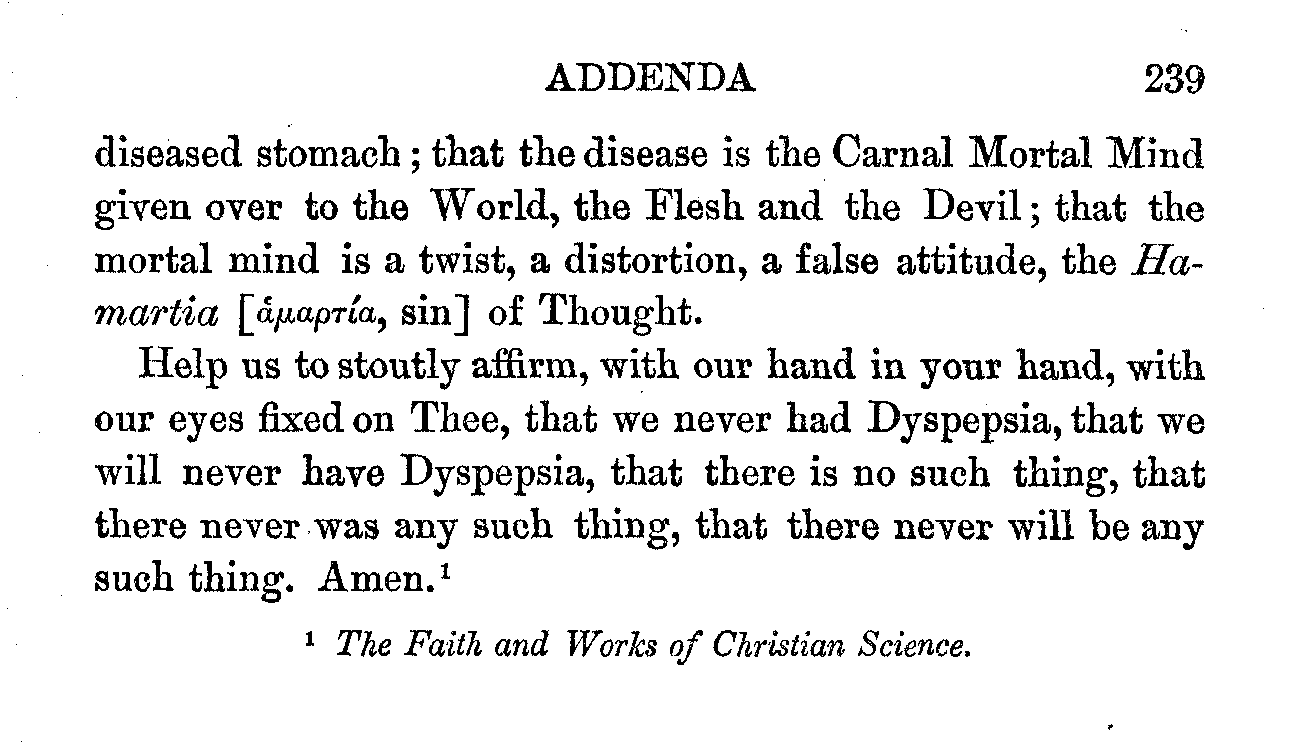 ADDENDA 239
diseased stomach; that the disease is the Carnal Mortal Mind
given over to the World, the Flesh and the Devil; that the
mortal mind is a twist, a distortion, a false attitude, the Ha-
martia [ἁμαρτία, sin] of Thought.
Help us to stoutly affirm, with our hand in your hand, with
our eyes fixed on Thee, that we never had Dyspepsia, that we
will never have Dyspepsia, that there is no such thing, that
there never was any such thing, that there never will be any
such thing. Amen.¹
¹ The Faith and Works of Christian Science.